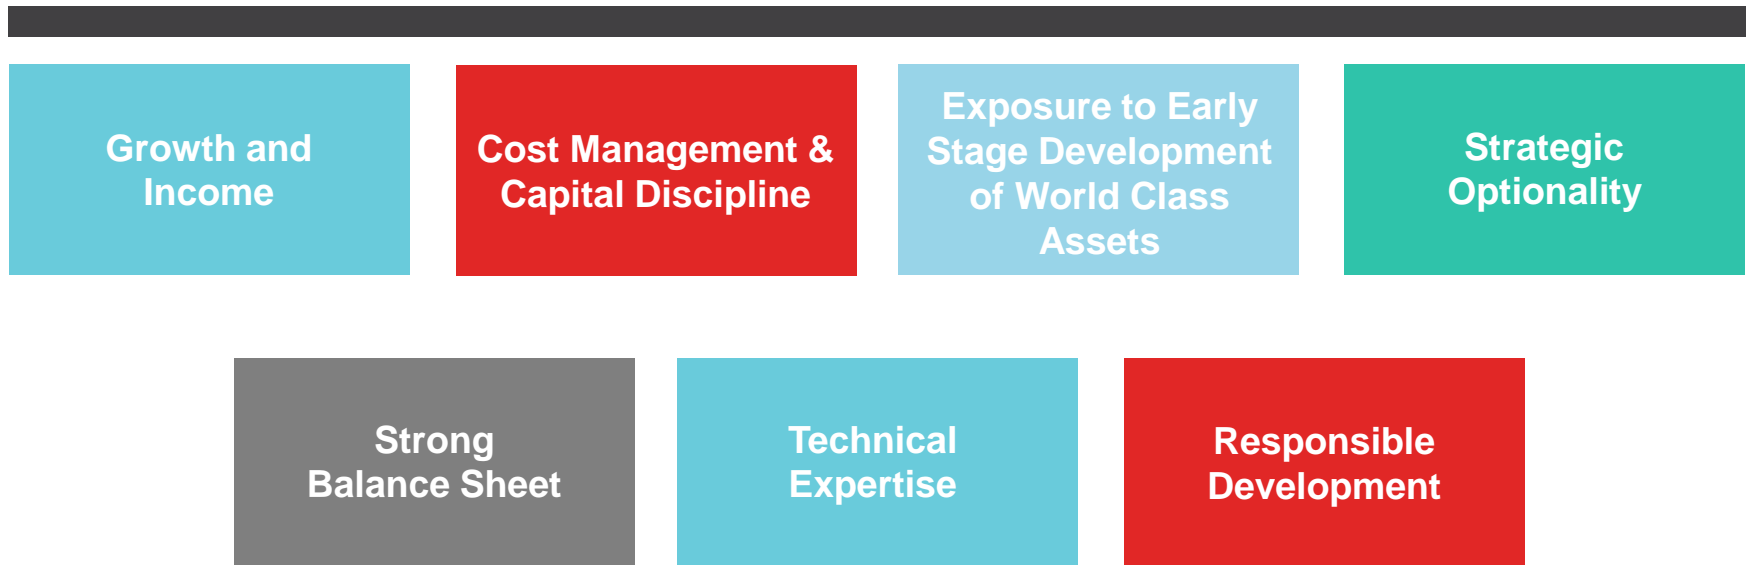 Growth and
Income
Cost Management &
Capital Discipline
Exposure to Early
Stage Development
of World Class
Assets
Strategic
Optionality
Strong
Balance Sheet
Technical
Expertise
Responsible
Development